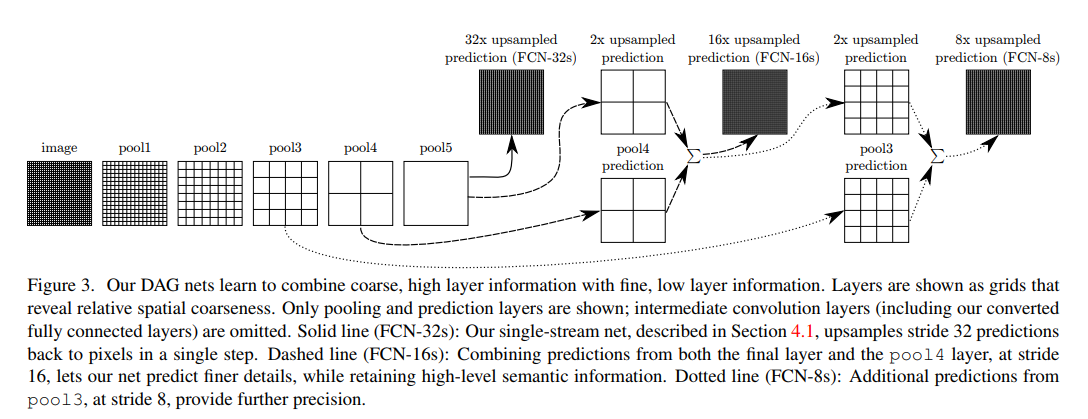 32x upsampled
prediction (FCN-32s)
2x upsampled
prediction
16x upsampled
prediction (FCN-16s)
2x upsampled
prediction
8x upsampled
prediction (FCN-8s)
image
pool1
pool2
pool3
pool4
pool5
pool4
prediction
∑
pool3
prediction
∑
Figure 3. Our DAG nets learn to combine coarse, high layer information with fine, low layer information. Layers are shown as grids that
reveal relative spatial coarseness. Only pooling and prediction layers are shown; intermediate convolution layers (including our converted
fully connected layers) are omitted. Solid line (FCN-32s): Our single-stream net, described in Section 4.1, upsamples stride 32 predictions
back to pixels in a single step. Dashed line (FCN-16s): Combining predictions from both the final layer and the pool4 layer, at stride
16, lets our net predict finer details, while retaining high-level semantic information. Dotted line (FCN-8s): Additional predictions from
pool3, at stride 8, provide further precision.